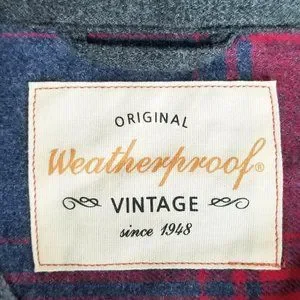 ORIGINAL
Weatherproof®
VINTAGE
since 1948